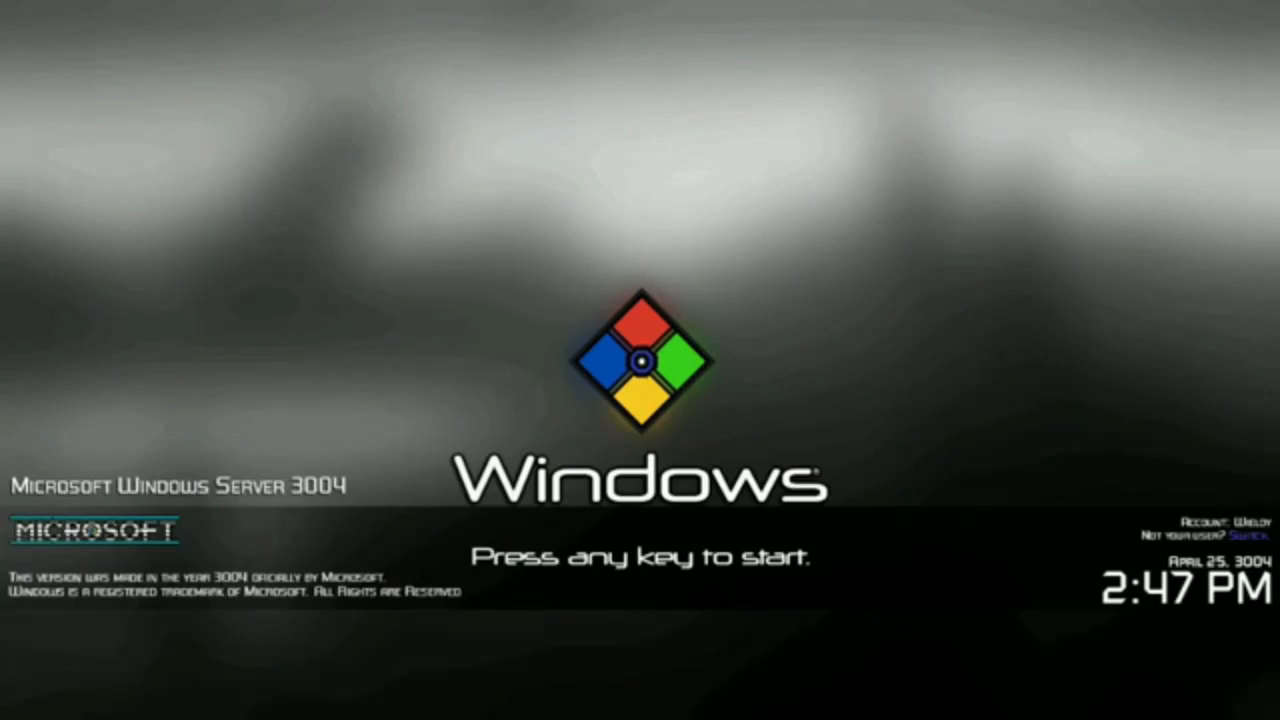 Windows
Microsoft Windows Server 3004
MICROSOFT
Press any key to start.
This version was made in the year 3004 oficially by Microsoft.
Windows is a registered trademark of Microsoft. All Rights are Reserved
Account:
Not your user? Switch.
April 25, 3004
2:47 PM